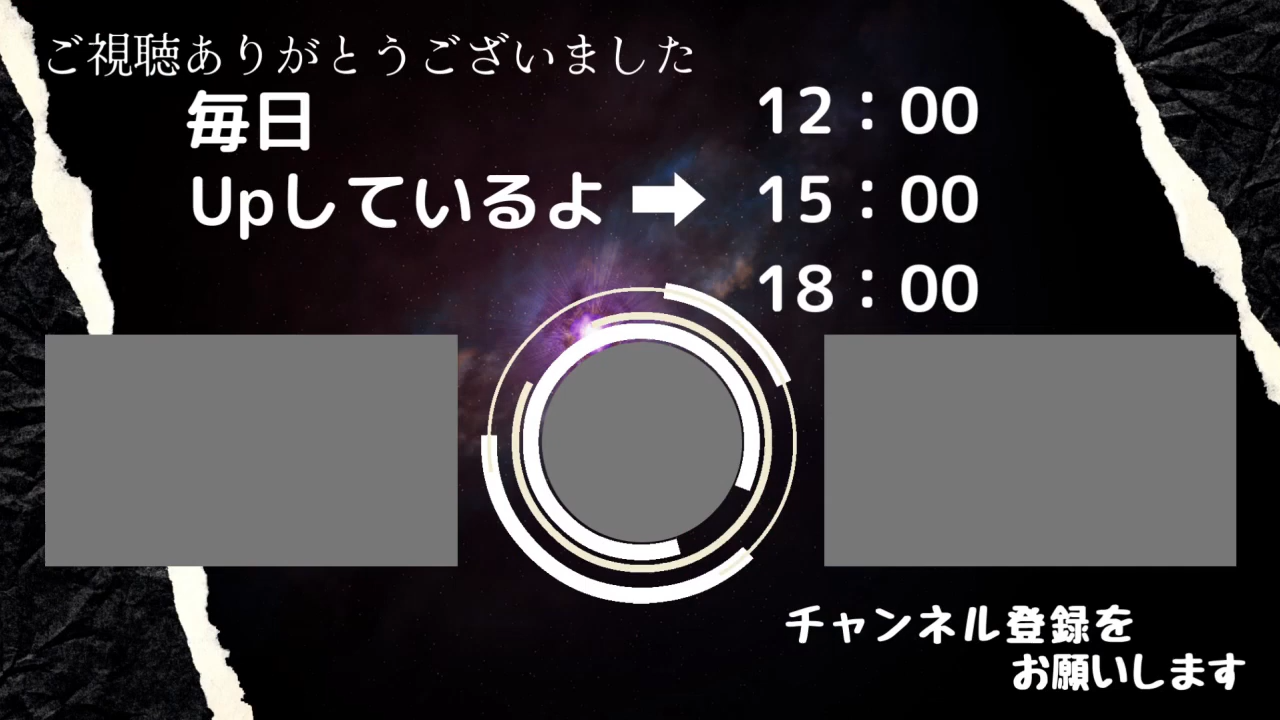 ご視聴ありがとうございました
毎日
Upしているよ ➡
12：00
15：00
18：00
チャンネル登録を
お願いします